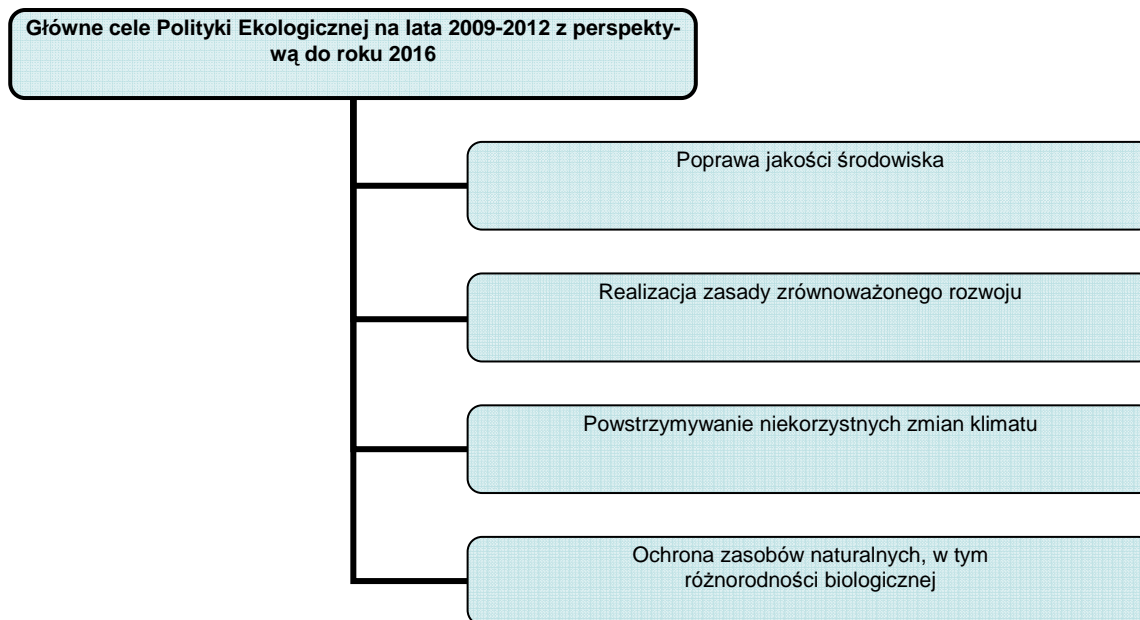 Główne cele Polityki Ekologicznej na lata 2009-2012 z perspekty-
wą do roku 2016
Poprawa jakości środowiska
Realizacja zasady zrównoważonego rozwoju
Powstrzymywanie niekorzystnych zmian klimatu
Ochrona zasobów naturalnych, w tym
różnorodności biologicznej